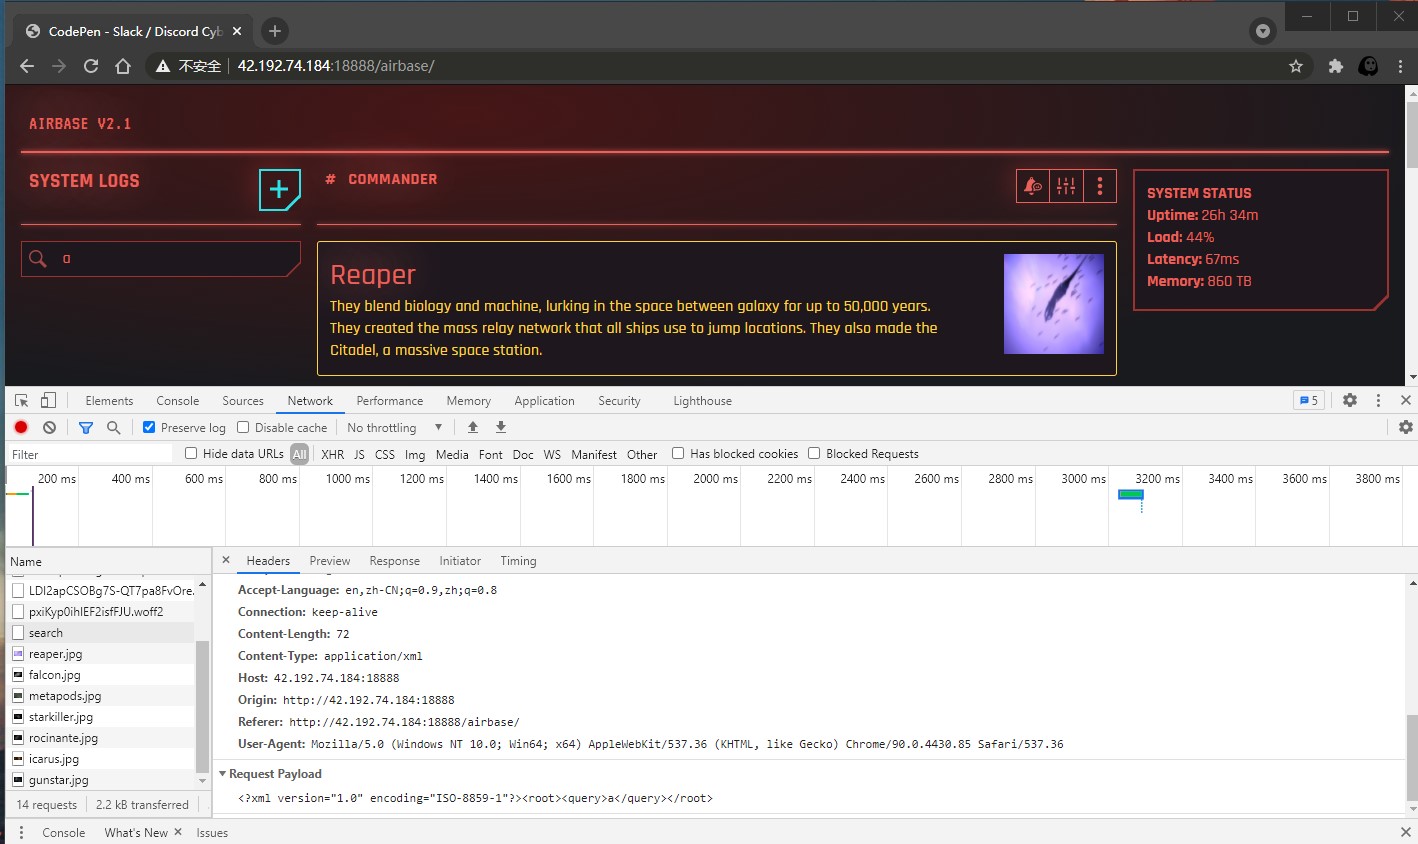 CodePen - Slack / Discord Cyb
不安全 42.192.74.184:18888/airbase/
AIRBASE V2.1
SYSTEM LOGS
# COMMANDER
a
Reaper
They blend biology and machine, lurking in the space between galaxy for up to 50,000 years.
They created the mass relay network that all ships use to jump locations. They also made the
Citadel, a massive space station.
SYSTEM STATUS
Uptime: 26h 34m
Load: 44%
Latency: 67ms
Memory: 860 TB
Elements Console Sources Network Performance Memory Application Security Lighthouse 5
Preserve log Disable cache No throttling
Filter Hide data URLs All XHR JS CSS Img Media Font Doc WS Manifest Other Has blocked cookies Blocked Requests
200 ms 400 ms 600 ms 800 ms 1000 ms 1200 ms 1400 ms 1600 ms 1800 ms 2000 ms 2200 ms 2400 ms 2600 ms 2800 ms 3000 ms 3200 ms 3400 ms 3600 ms 3800 ms
Name
LDI2apCSOBg7S-QT7pa8FvOre.
pxiKyp0ihIEF2isfFJU.woff2
search
reaper.jpg
falcon.jpg
metapods.jpg
starkiller.jpg
rocinante.jpg
icarus.jpg
gunstar.jpg
14 requests 2.2 kB transferred
Headers Preview Response Initiator Timing
Accept-Language: en,zh-CN;q=0.9,zh;q=0.8
Connection: keep-alive
Content-Length: 72
Content-Type: application/xml
Host: 42.192.74.184:18888
Origin: http://42.192.74.184:18888
Referer: http://42.192.74.184:18888/airbase/
User-Agent: Mozilla/5.0 (Windows NT 10.0; Win64; x64) AppleWebKit/537.36 (KHTML, like Gecko) Chrome/90.0.4430.85 Safari/537.36
Request Payload
<?xml version="1.0" encoding="ISO-8859-1"?><root><query>a</query></root>
Console What's New Issues